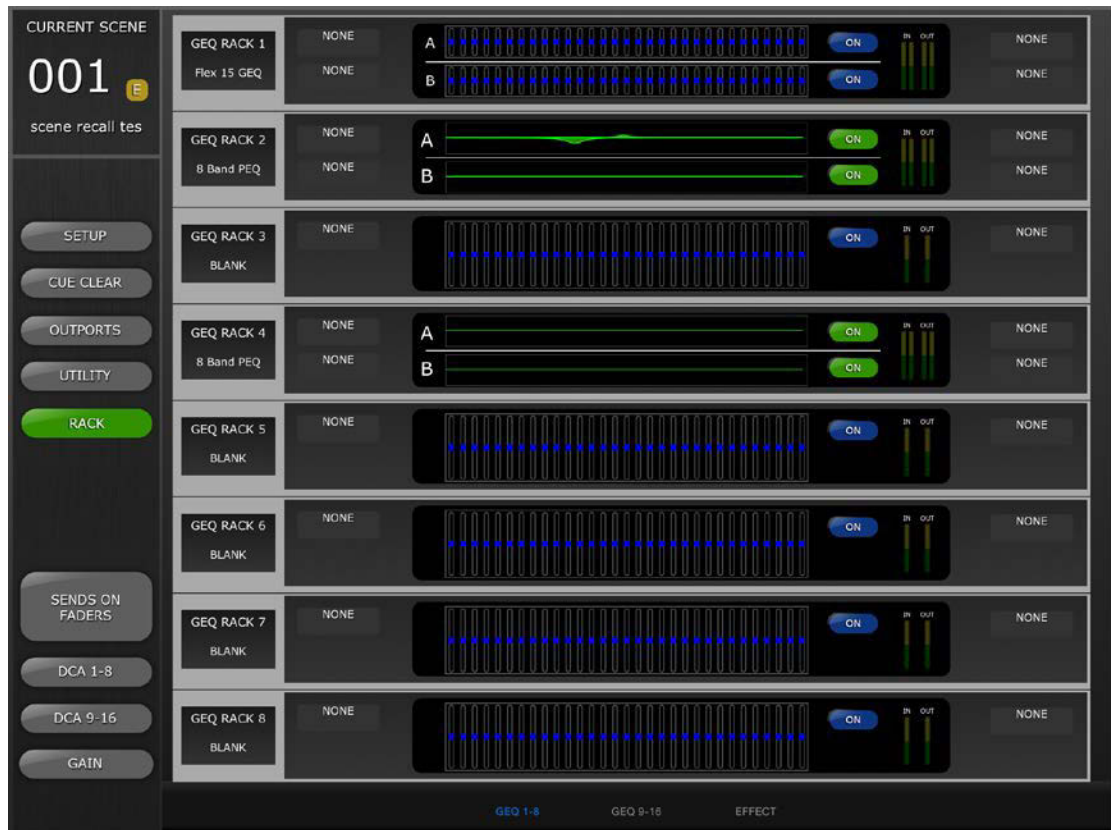 CURRENT SCENE
001 E
scene recall tes
SETUP
CUE CLEAR
OUTPORTS
UTILITY
RACK
SENDS ON
FADERS
DCA 1-8
DCA 9-16
GAIN
GEQ RACK 1
Flex 15 GEQ
NONE
NONE
A
B
ON
ON
IN OUT
NONE
NONE
GEQ RACK 2
8 Band PEQ
NONE
NONE
A
B
ON
ON
IN OUT
NONE
NONE
GEQ RACK 3
BLANK
NONE
ON
IN OUT
NONE
GEQ RACK 4
8 Band PEQ
NONE
NONE
A
B
ON
ON
IN OUT
NONE
NONE
GEQ RACK 5
BLANK
NONE
ON
IN OUT
NONE
GEQ RACK 6
BLANK
NONE
ON
IN OUT
NONE
GEQ RACK 7
BLANK
NONE
ON
IN OUT
NONE
GEQ RACK 8
BLANK
NONE
ON
IN OUT
NONE
GEQ 1-8 GEQ 9-16 EFFECT